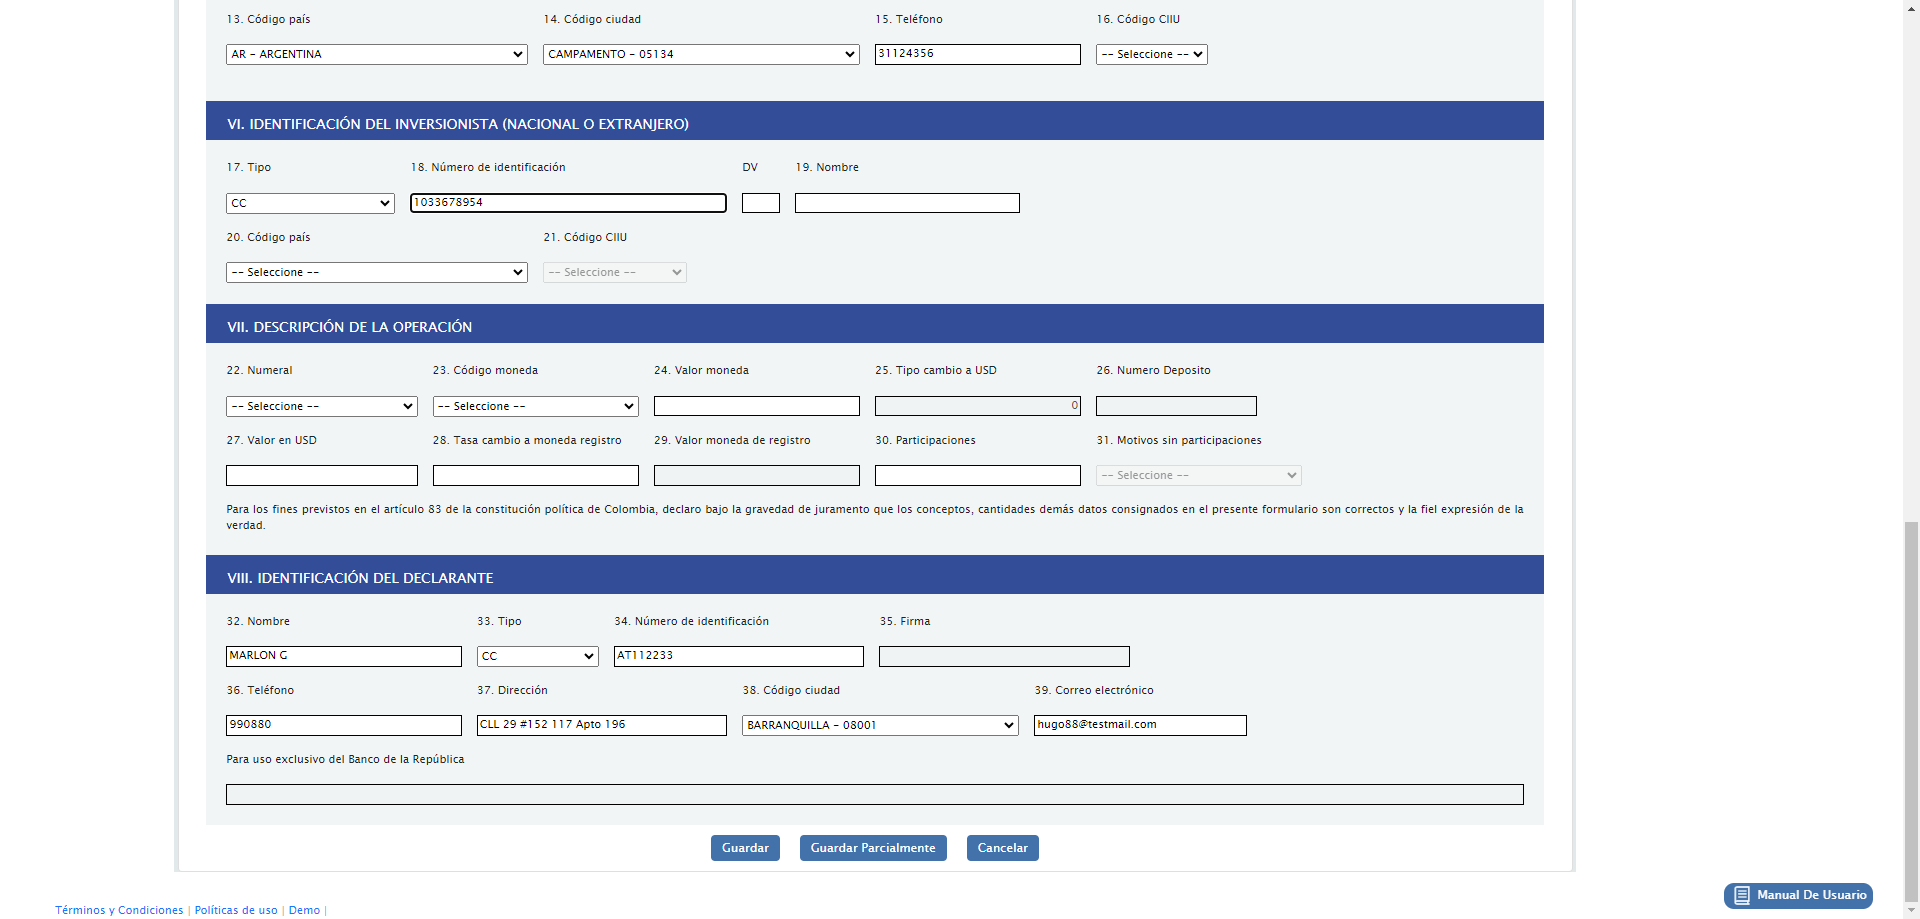 13. Código país 14. Código ciudad 15. Teléfono 16. Código CIIU
AR - ARGENTINA CAMPAMENTO - 05134 31124356 -- Seleccione --
VI. IDENTIFICACIÓN DEL INVERSIONISTA (NACIONAL O EXTRANJERO)
17. Tipo 18. Número de identificación DV 19. Nombre
CC 1033678954
20. Código país 21. Código CIIU
-- Seleccione -- -- Seleccione --
VII. DESCRIPCIÓN DE LA OPERACIÓN
22. Numeral 23. Código moneda 24. Valor moneda 25. Tipo cambio a USD 26. Numero Deposito
-- Seleccione -- -- Seleccione -- 0
27. Valor en USD 28. Tasa cambio a moneda registro 29. Valor moneda de registro 30. Participaciones 31. Motivos sin participaciones
-- Seleccione --
Para los fines previstos en el artículo 83 de la constitución política de Colombia, declaro bajo la gravedad de juramento que los conceptos, cantidades demás datos consignados en el presente formulario son correctos y la fiel expresión de la
verdad.
VIII. IDENTIFICACIÓN DEL DECLARANTE
32. Nombre 33. Tipo 34. Número de identificación 35. Firma
MARLON G CC AT112233
36. Teléfono 37. Dirección 38. Código ciudad 39. Correo electrónico
990880 CLL 29 #152 117 Apto 196 BARRANQUILLA - 08001 hugo88@testmail.com
Para uso exclusivo del Banco de la República
Guardar Guardar Parcialmente Cancelar
Manual De Usuario
Términos y Condiciones | Políticas de uso | Demo |